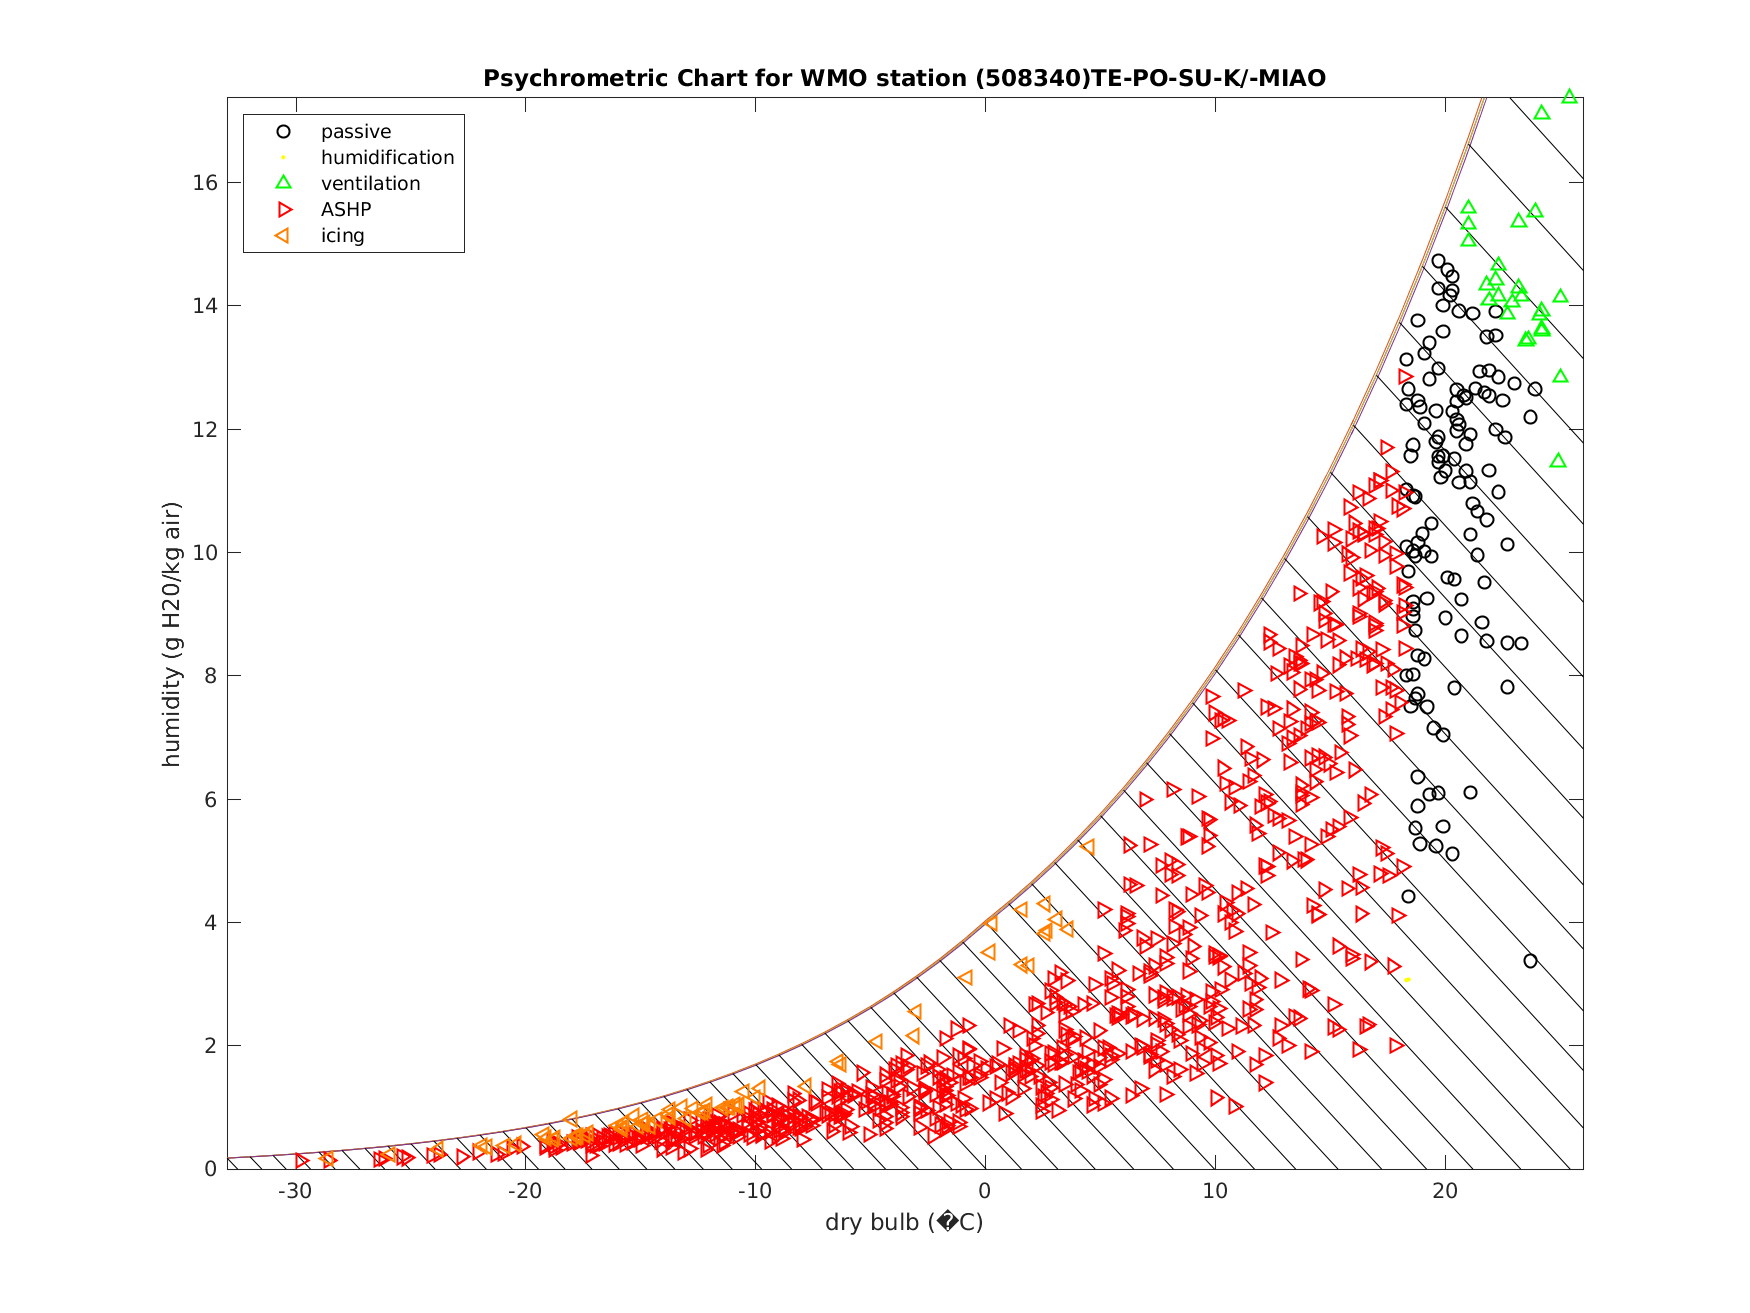 Psychrometric Chart for WMO station (508340)TE-PO-SU-K/-MIAO
passive
humidification
ventilation
ASHP
icing
humidity (g H20/kg air)
16
14
12
10
8
6
4
2
0
-30 -20 -10 0 10 20
dry bulb (�C)